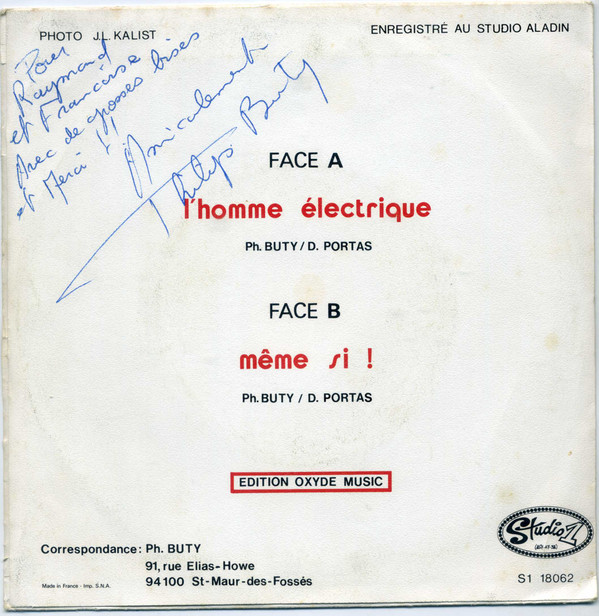 PHOTO J.L. KALIST
ENREGISTRÉ AU STUDIO ALADIN
Pour
Raymond
et Francoise
Avec de grosses bises
et Merci !!
Amicalement
Philip Buty
FACE A
l'homme électrique
Ph. BUTY / D. PORTAS
FACE B
même si !
Ph. BUTY / D. PORTAS
EDITION OXYDE MUSIC
Studio 1
Correspondance: Ph. BUTY
91, rue Elias-Howe
94100 St-Maur-des-Fossés
Made in France - Imp. S.N.A.
S1 18062